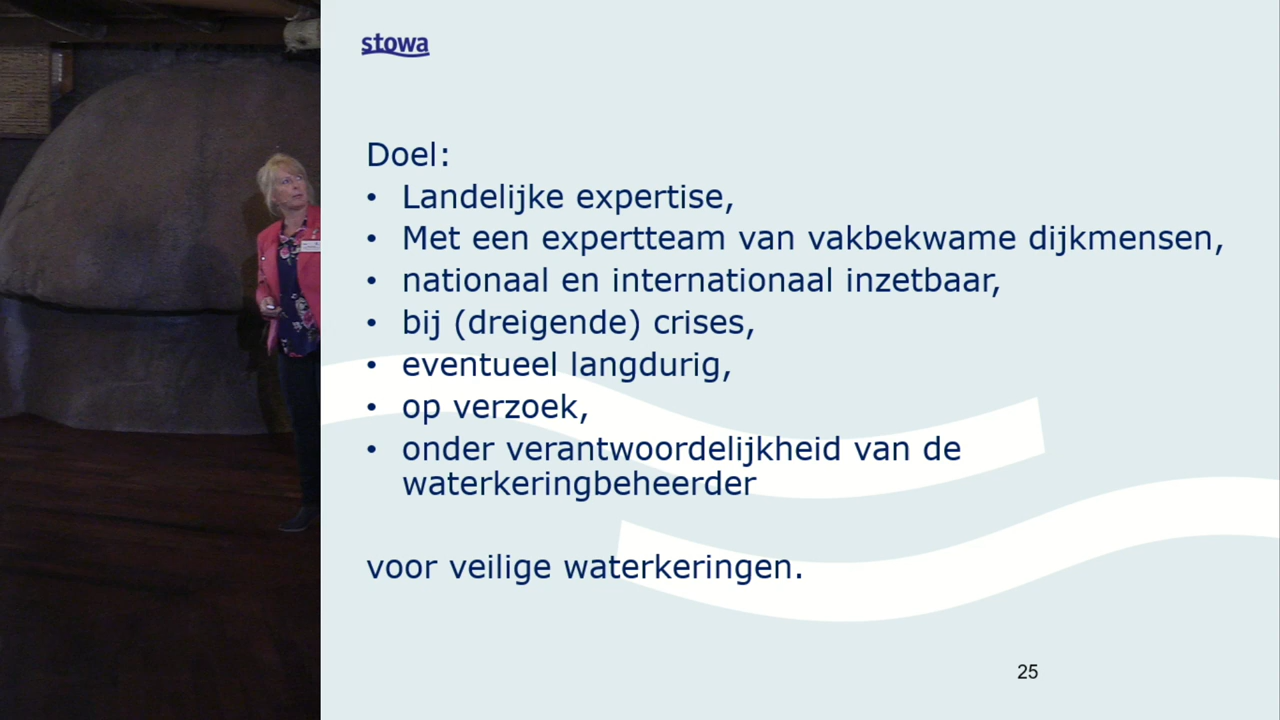 stowa
Doel:
• Landelijke expertise,
• Met een expertteam van vakbekwame dijkmensen,
• nationaal en internationaal inzetbaar,
• bij (dreigende) crises,
• eventueel langdurig,
• op verzoek,
• onder verantwoordelijkheid van de
waterkeringbeheerder
voor veilige waterkeringen.
25